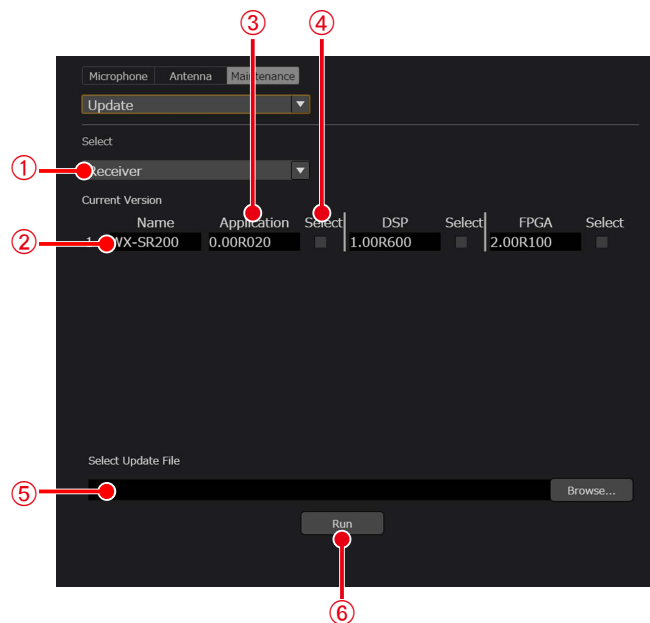 ③ ④
Microphone Antenna Maintenance
Update
Select
① Receiver
Current Version
Name Application Select DSP Select FPGA Select
② WX-SR200 0.00R020 1.00R600 2.00R100
Select Update File
⑤ Browse...
Run
⑥